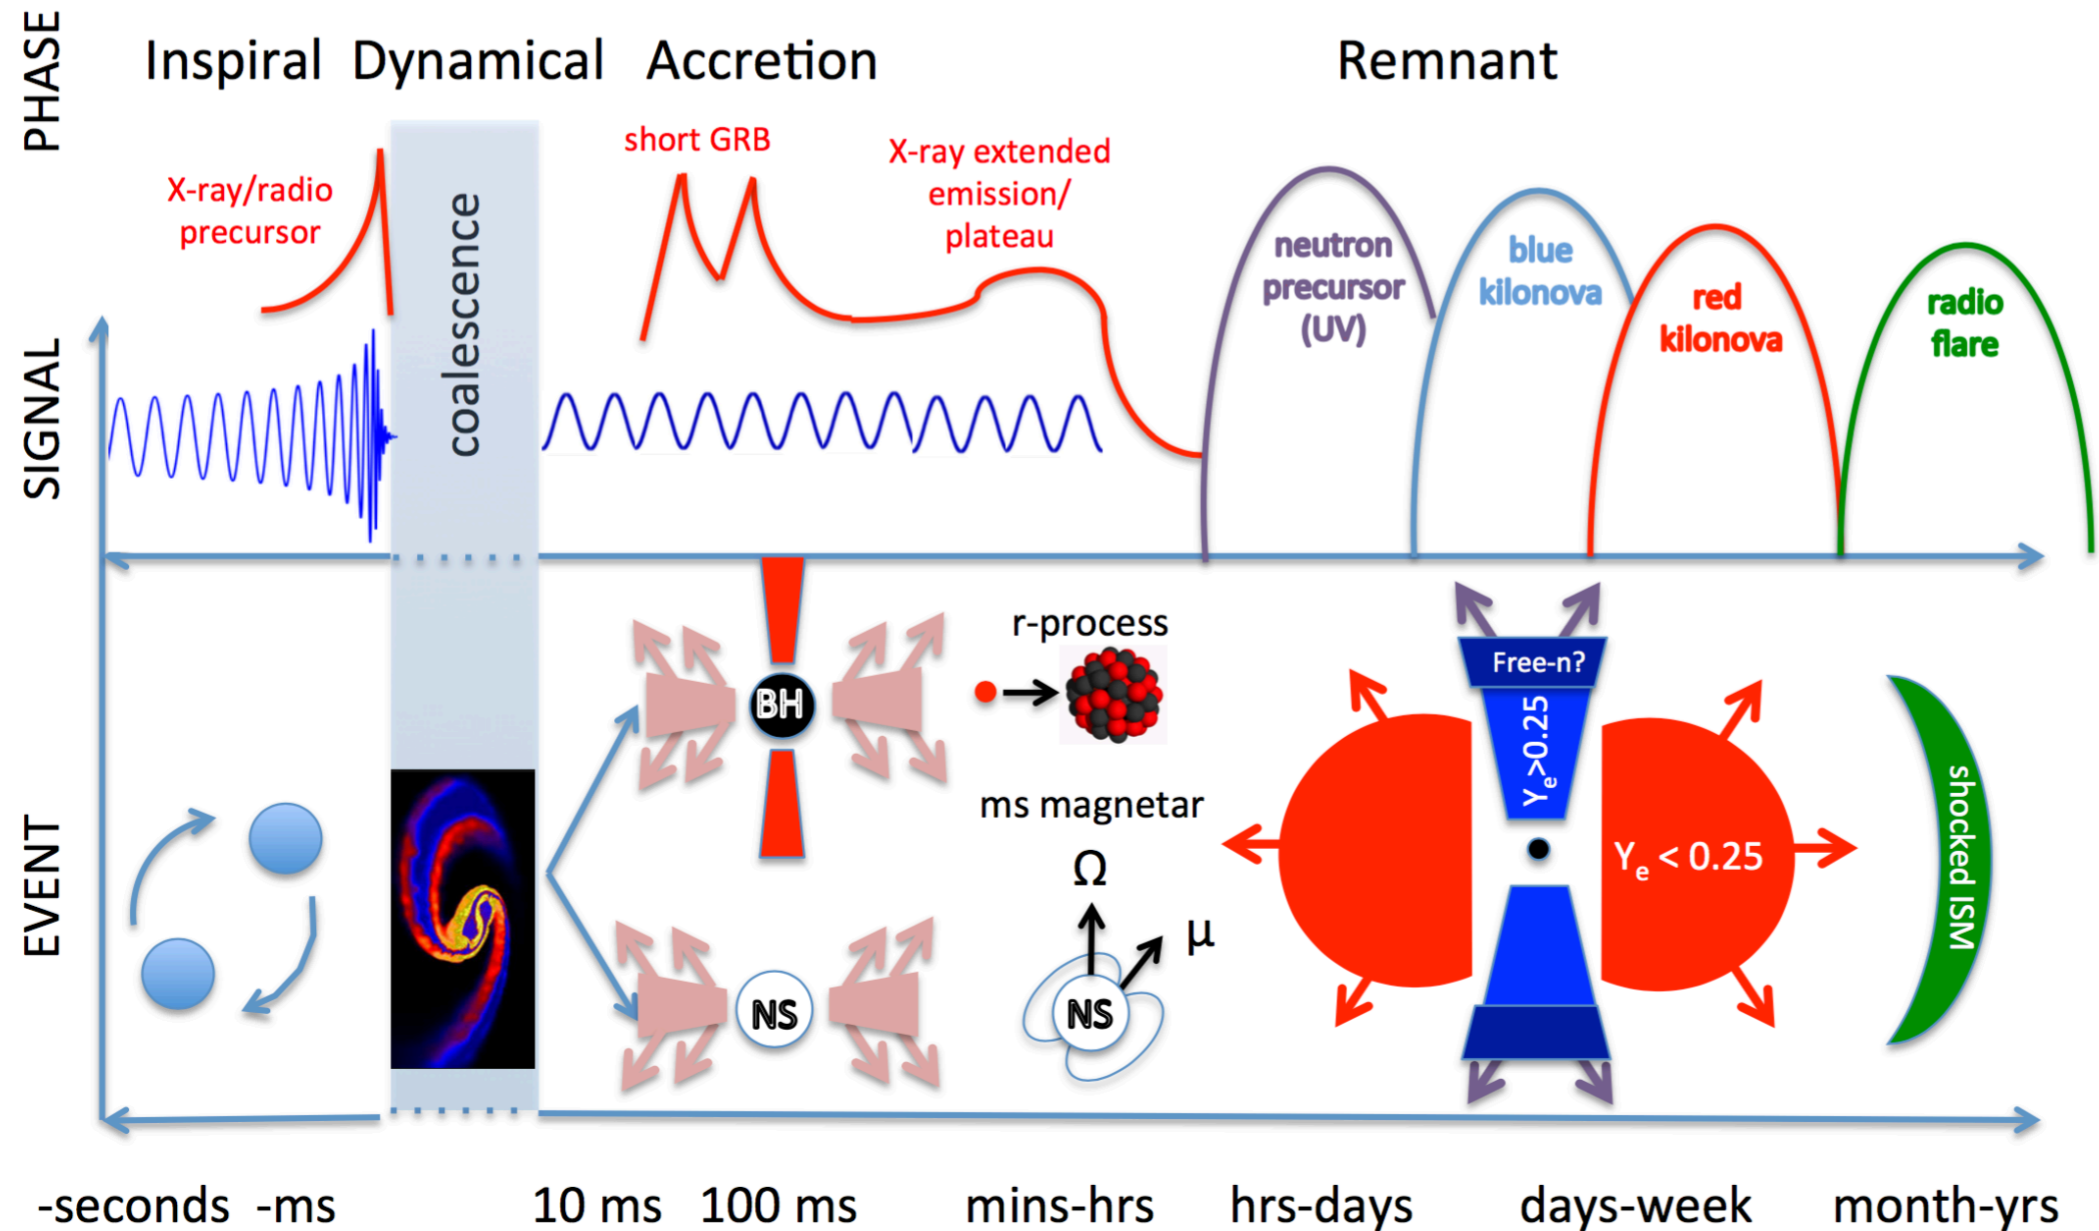 PHASE
Inspiral
Dynamical
Accretion
Remnant
SIGNAL
X-ray/radio
precursor
coalescence
short GRB
X-ray extended
emission/
plateau
neutron
precursor
(UV)
blue
kilonova
red
kilonova
radio
flare
EVENT
BH
NS
r-process
ms magnetar
Ω
μ
NS
Free-n?
Yₑ>0.25
Yₑ < 0.25
shocked ISM
-seconds
-ms
10 ms
100 ms
mins-hrs
hrs-days
days-week
month-yrs